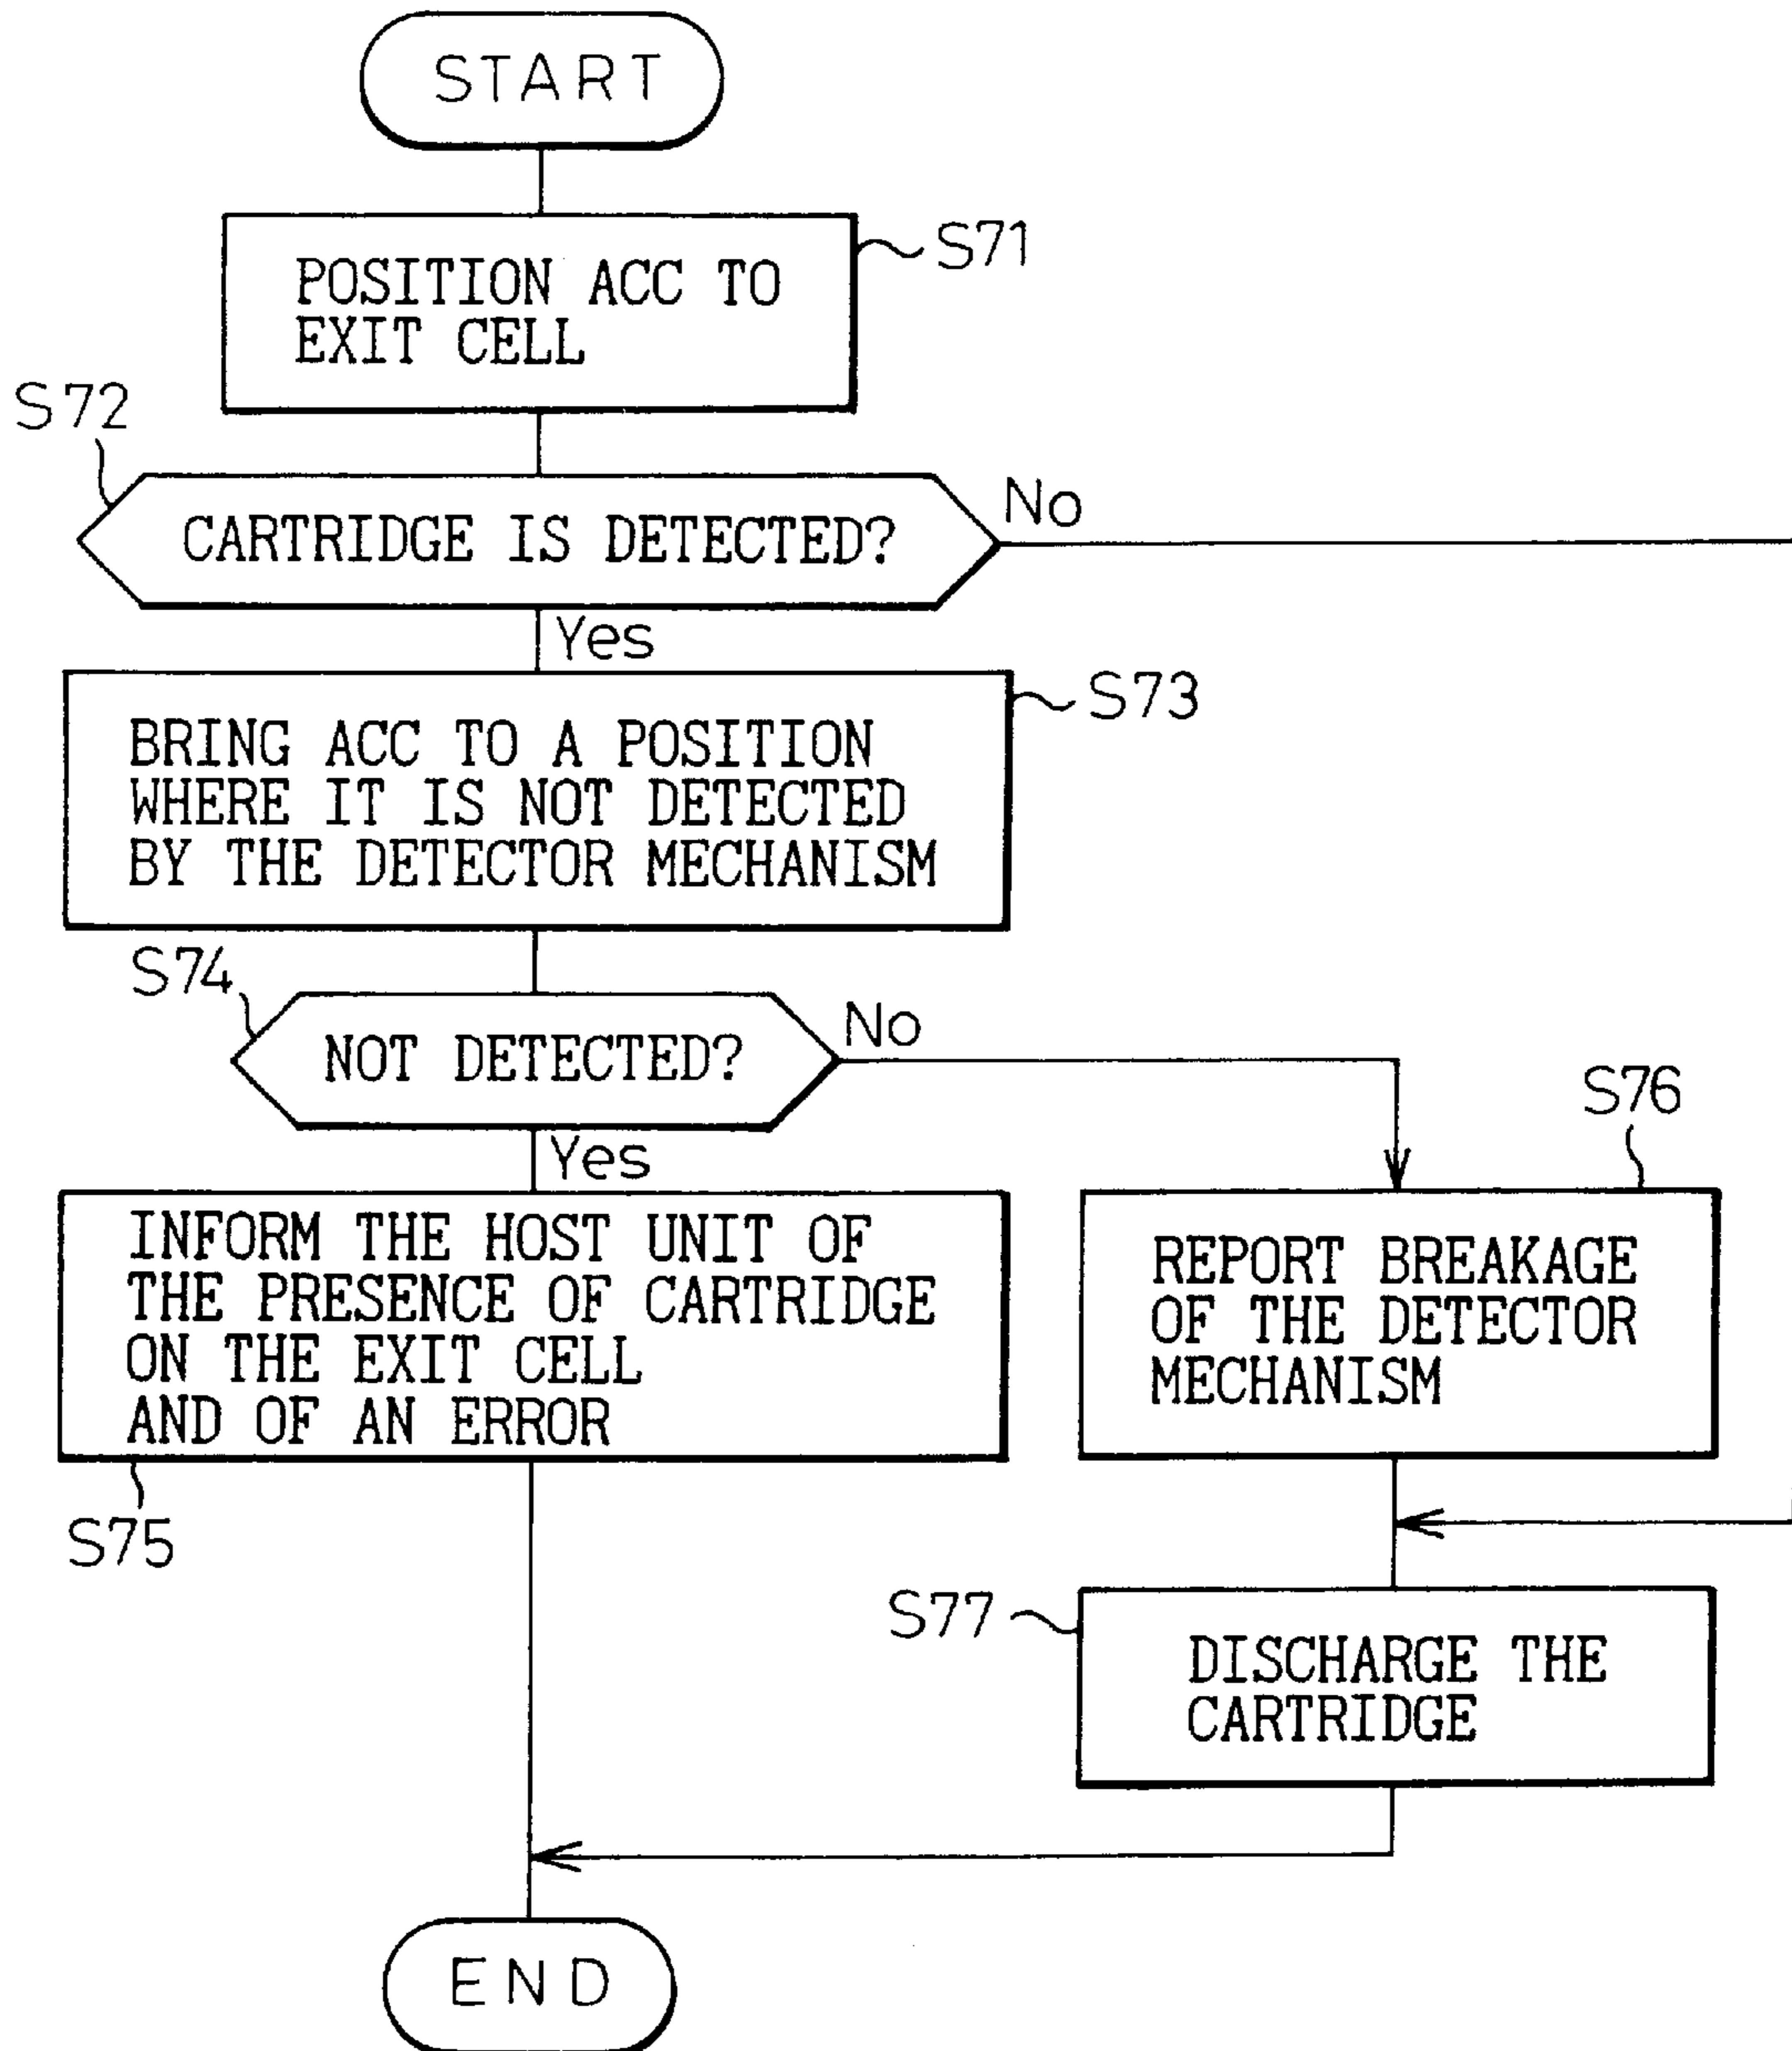 START
S71
POSITION ACC TO
EXIT CELL
S72
CARTRIDGE IS DETECTED?
No
Yes
S73
BRING ACC TO A POSITION
WHERE IT IS NOT DETECTED
BY THE DETECTOR MECHANISM
S74
NOT DETECTED?
No
Yes
S76
INFORM THE HOST UNIT OF
THE PRESENCE OF CARTRIDGE
ON THE EXIT CELL
AND OF AN ERROR
S75
REPORT BREAKAGE
OF THE DETECTOR
MECHANISM
S77
DISCHARGE THE
CARTRIDGE
END